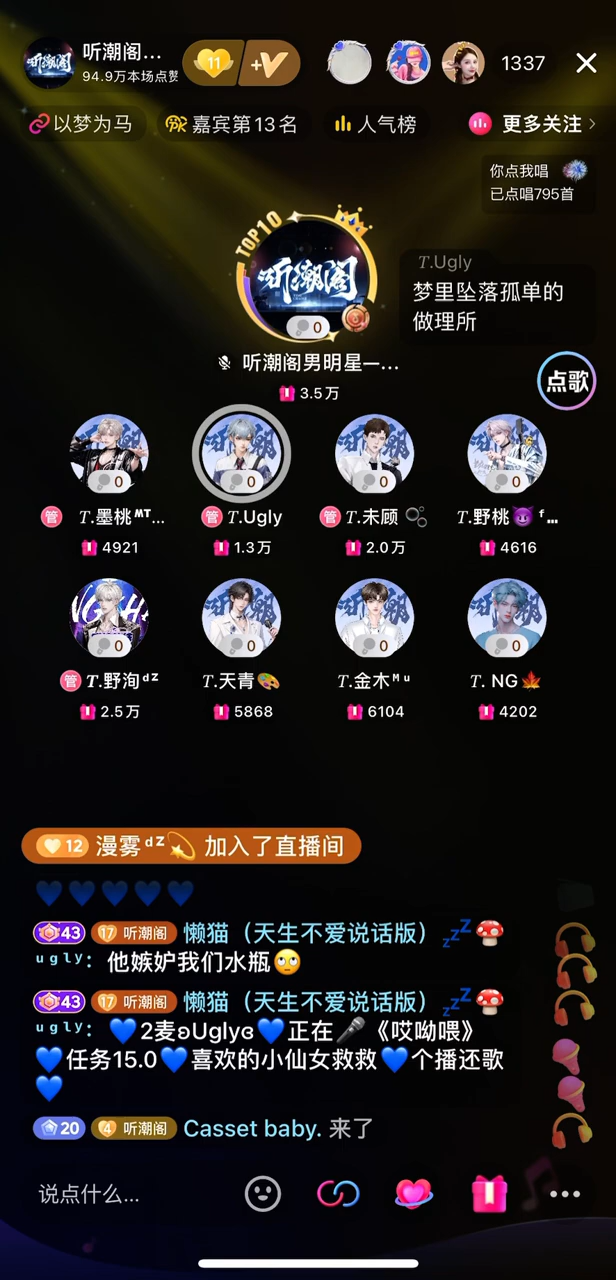 听潮阁...
94.9万本场点赞
11
+
1337
以梦为马
嘉宾第13名
人气榜
更多关注
你点我唱
已点唱795首
TOP10
听潮阁
0
T.Ugly
梦里坠落孤单的
做理所
听潮阁男明星一...
3.5万
点歌
0
0
0
0
管 T.墨桃ᴹᵀ...
管 T.Ugly
管 T.未顾
T.野桃😈 ᶠ...
4921
1.3万
2.0万
4616
0
0
0
0
管 T.野洵ᵈᶻ
T.天青🎨
T.金木ᴹ ᵘ
T. NG🍁
2.5万
5868
6104
4202
12 漫雾ᵈᶻ💫 加入了直播间
💙💙💙💙💙
43 17 听潮阁 懒猫（天生不爱说话版）💤🍄
ᵘᵍˡʸ：他嫉妒我们水瓶🙄
43 17 听潮阁 懒猫（天生不爱说话版）💤🍄
ᵘᵍˡʸ：💙2麦ʚUglyɞ💙正在🎤《哎呦喂》
💙任务15.0💙喜欢的小仙女救救💙个播还歌
💙
20 4 听潮阁 Casset baby. 来了
说点什么...